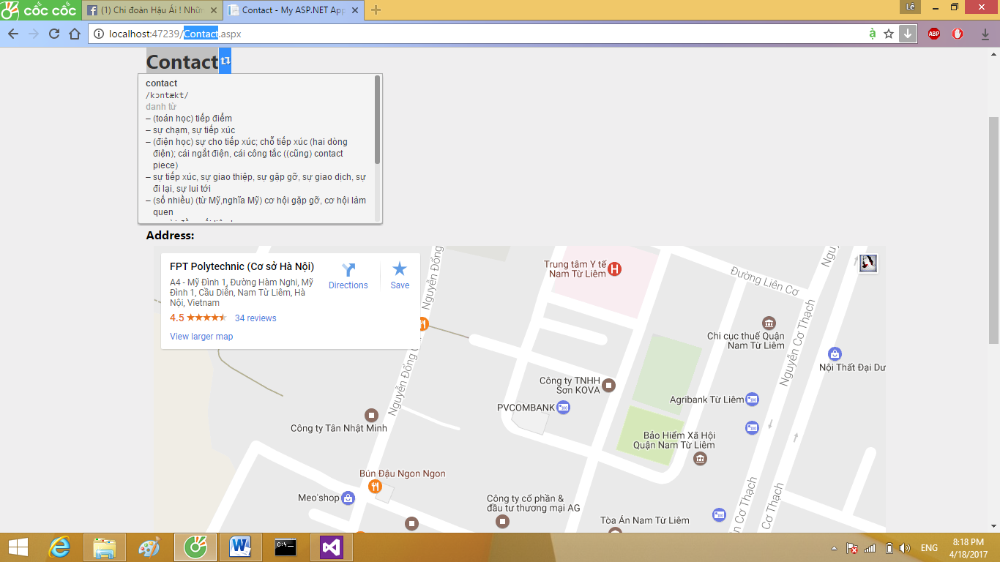 cốc cốc
(1) Chi đoàn Hậu Ái ! Nhữn
Contact - My ASP.NET App
Lê
localhost:47239/Contact.aspx
ABP
Contact
contact
/kɔntækt/
danh từ
– (toán học) tiếp điểm
– sự chạm, sự tiếp xúc
– (điện học) sự cho tiếp xúc; chỗ tiếp xúc (hai dòng
điện); cái ngắt điện, cái công tắc ((cũng) contact
piece)
– sự tiếp xúc, sự giao thiệp, sự gặp gỡ, sự giao dịch, sự
đi lại, sự lui tới
– (số nhiều) (từ Mỹ,nghĩa Mỹ) cơ hội gặp gỡ, cơ hội làm
quen
Address:
FPT Polytechnic (Cơ sở Hà Nội)
A4 - Mỹ Đình 1, Đường Hàm Nghi, Mỹ
Đình 1, Cầu Diễn, Nam Từ Liêm, Hà
Nội, Vietnam
4.5
34 reviews
View larger map
Directions
Save
Nguyễn Đổng
Trung tâm Y tế
Nam Từ Liêm
H
Đường Liên Cơ
Nguy
Nguyễn Cơ Thạch
Chi cục thuế Quận
Nam Từ Liêm
Nội Thất Đại Dư
Nguyễn Đổng C
Công ty TNHH
Sơn KOVA
PVCOMBANK
Agribank Từ Liêm
Công ty Tân Nhật Minh
Bảo Hiểm Xã Hội
Quận Nam Từ Liêm
Bún Đậu Ngon Ngon
Meo'shop
Công ty cổ phần &
đầu tư thương mại AG
Tòa Án Nam Từ Liêm
n Cơ Thạch
Cơ Thạch
ENG
8:18 PM
4/18/2017